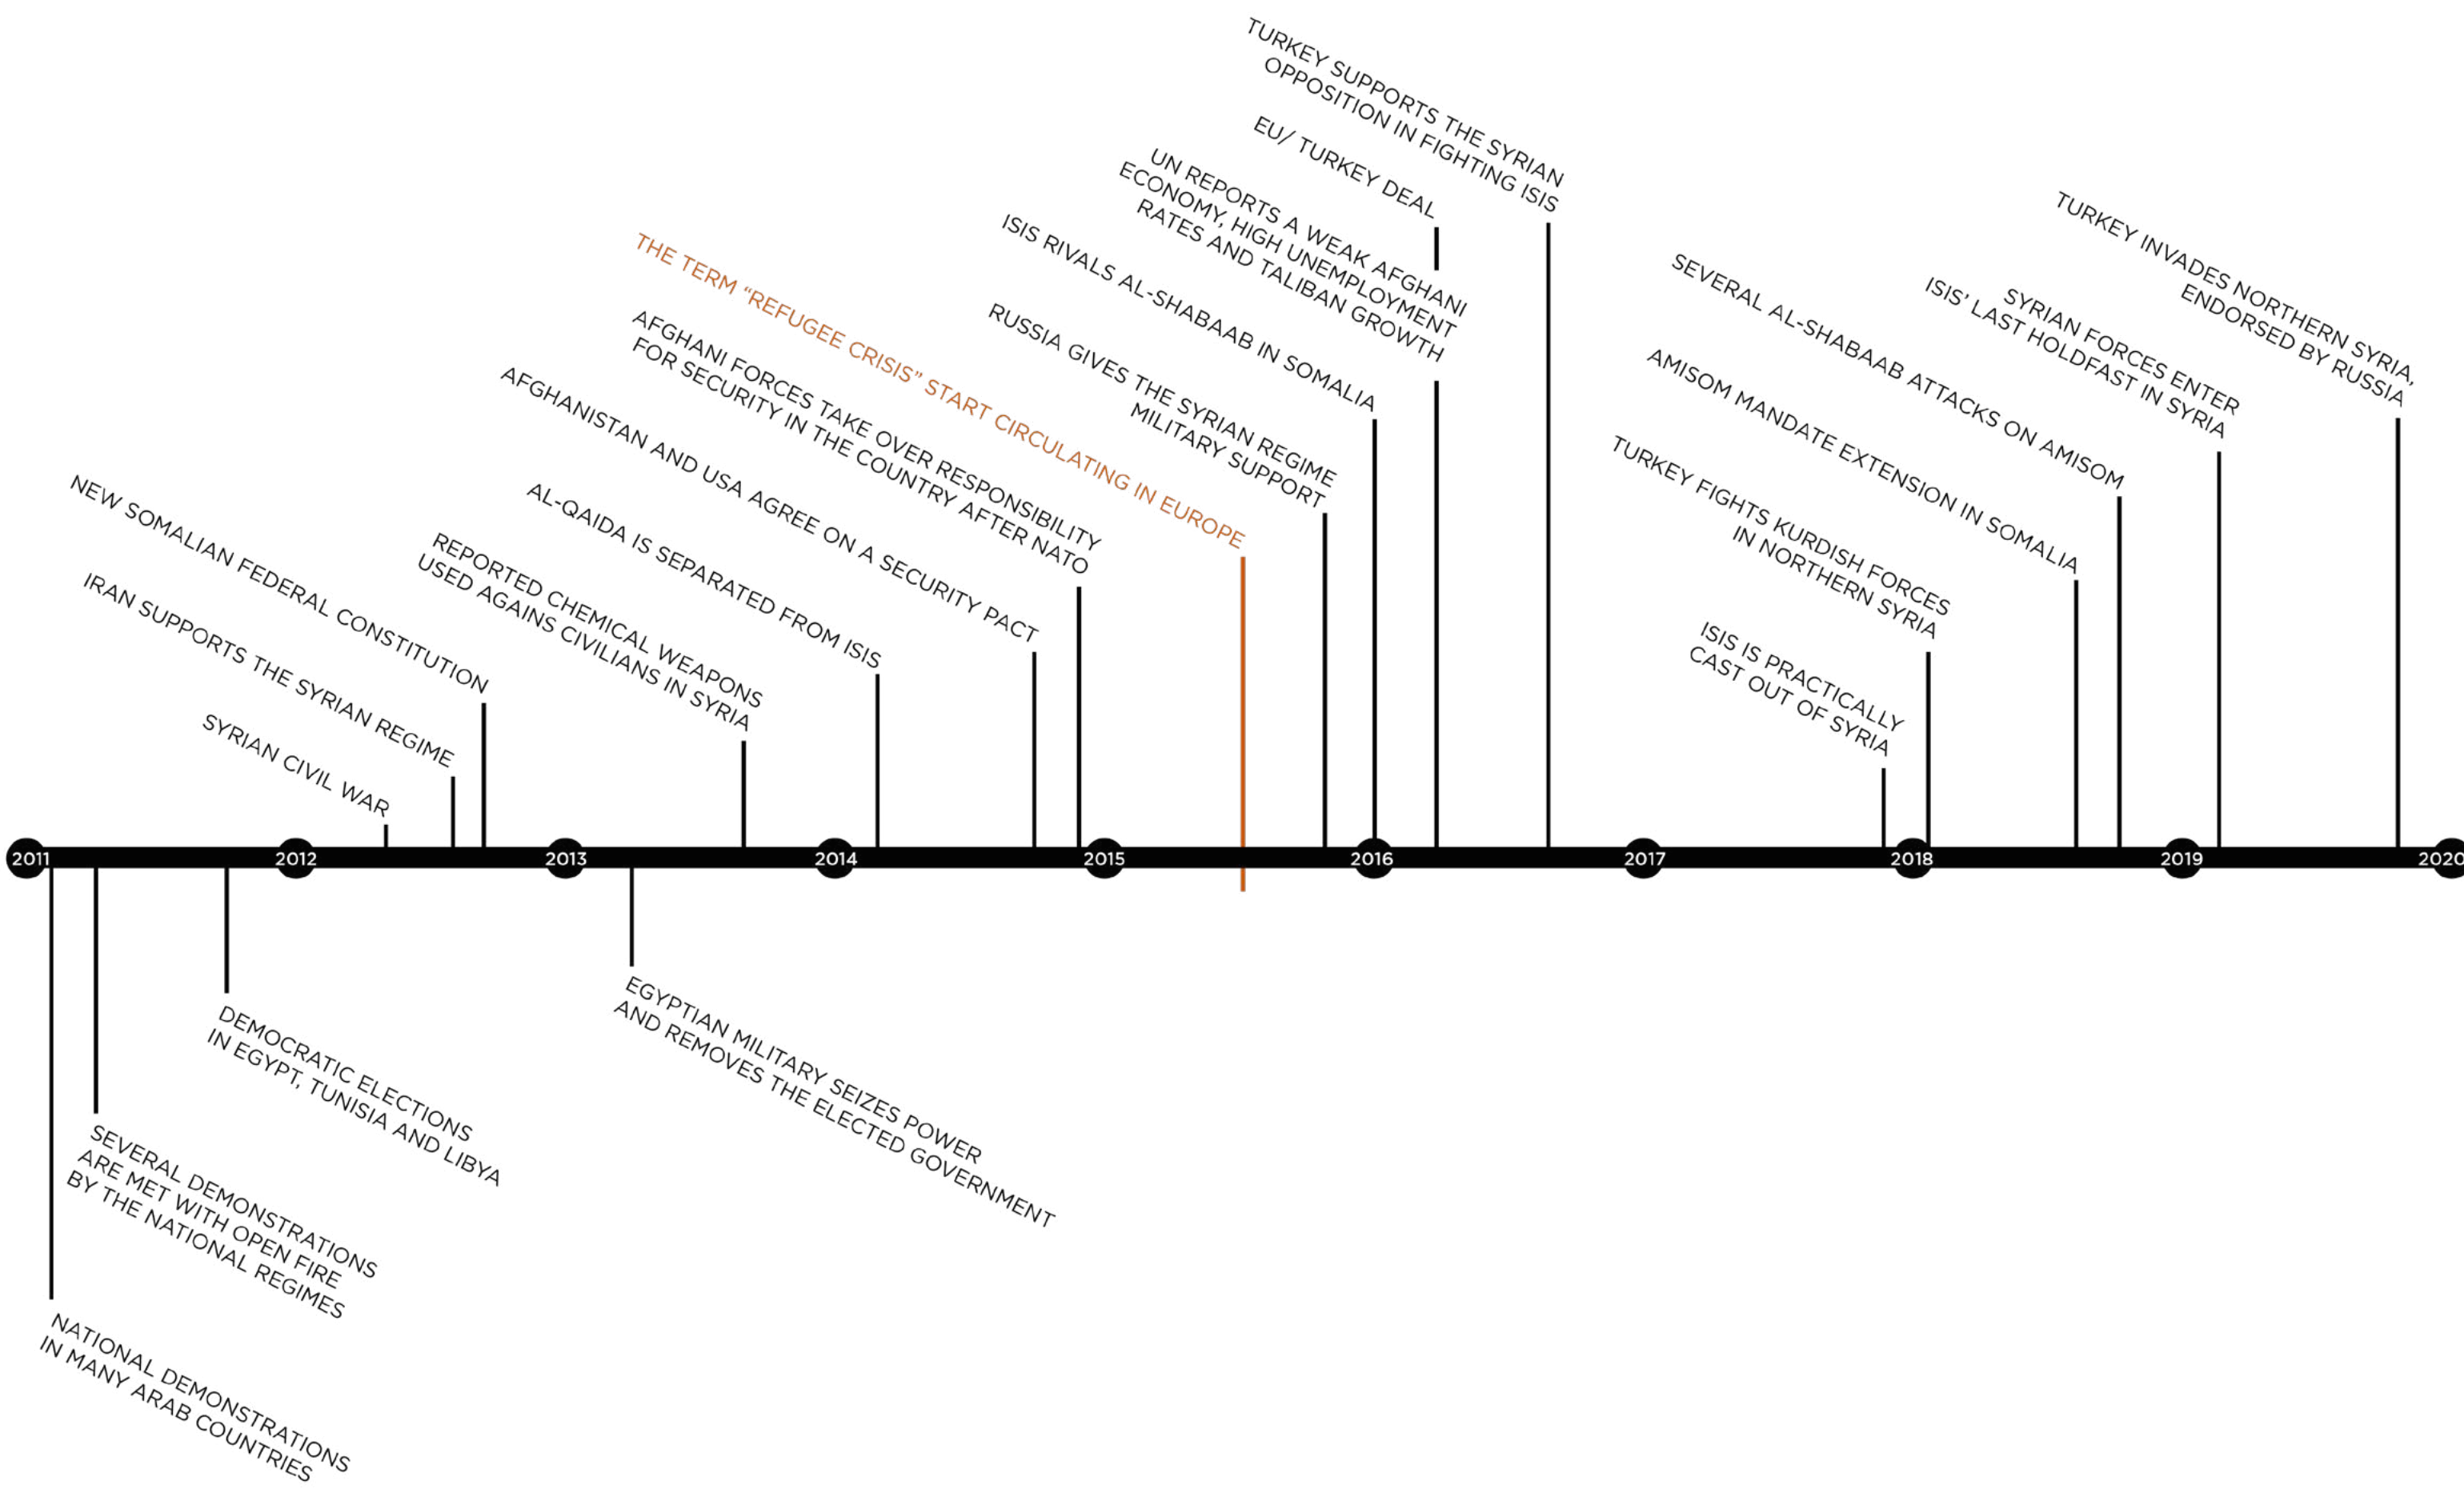 TURKEY SUPPORTS THE SYRIAN
OPPOSITION IN FIGHTING ISIS
EU/ TURKEY DEAL
UN REPORTS A WEAK AFGHANI
ECONOMY, HIGH UNEMPLOYMENT
RATES AND TALIBAN GROWTH
ISIS RIVALS AL-SHABAAB IN SOMALIA
RUSSIA GIVES THE SYRIAN REGIME
MILITARY SUPPORT
THE TERM “REFUGEE CRISIS” START CIRCULATING IN EUROPE
AFGHANI FORCES TAKE OVER RESPONSIBILITY
FOR SECURITY IN THE COUNTRY AFTER NATO
AFGHANISTAN AND USA AGREE ON A SECURITY PACT
AL-QAIDA IS SEPARATED FROM ISIS
REPORTED CHEMICAL WEAPONS
USED AGAINS CIVILIANS IN SYRIA
NEW SOMALIAN FEDERAL CONSTITUTION
IRAN SUPPORTS THE SYRIAN REGIME
SYRIAN CIVIL WAR
TURKEY INVADES NORTHERN SYRIA,
ENDORSED BY RUSSIA
SYRIAN FORCES ENTER
ISIS’ LAST HOLDFAST IN SYRIA
SEVERAL AL-SHABAAB ATTACKS ON AMISOM
AMISOM MANDATE EXTENSION IN SOMALIA
TURKEY FIGHTS KURDISH FORCES
IN NORTHERN SYRIA
ISIS IS PRACTICALLY
CAST OUT OF SYRIA
2011 2012 2013 2014 2015 2016 2017 2018 2019 2020
EGYPTIAN MILITARY SEIZES POWER
AND REMOVES THE ELECTED GOVERNMENT
DEMOCRATIC ELECTIONS
IN EGYPT, TUNISIA AND LIBYA
SEVERAL DEMONSTRATIONS
ARE MET WITH OPEN FIRE
BY THE NATIONAL REGIMES
NATIONAL DEMONSTRATIONS
IN MANY ARAB COUNTRIES